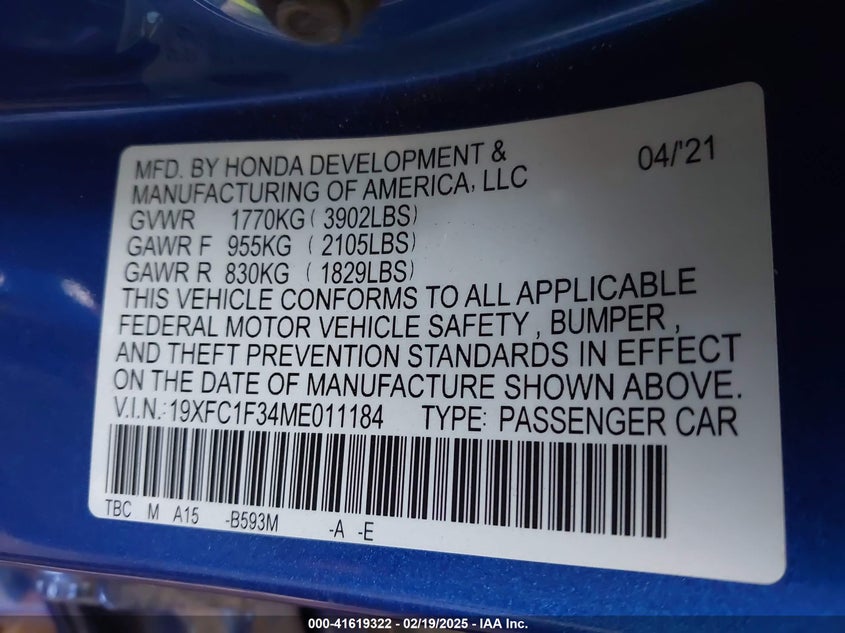 MFD. BY HONDA DEVELOPMENT & 04/'21
MANUFACTURING OF AMERICA, LLC
GVWR 1770KG ( 3902LBS)
GAWR F 955KG ( 2105LBS)
GAWR R 830KG ( 1829LBS)
THIS VEHICLE CONFORMS TO ALL APPLICABLE
FEDERAL MOTOR VEHICLE SAFETY , BUMPER ,
AND THEFT PREVENTION STANDARDS IN EFFECT
ON THE DATE OF MANUFACTURE SHOWN ABOVE.
V.I.N.: 19XFC1F34ME011184 TYPE: PASSENGER CAR
TBC M A15 -B593M -A -E
000-41619322 - 02/19/2025 - IAA Inc.